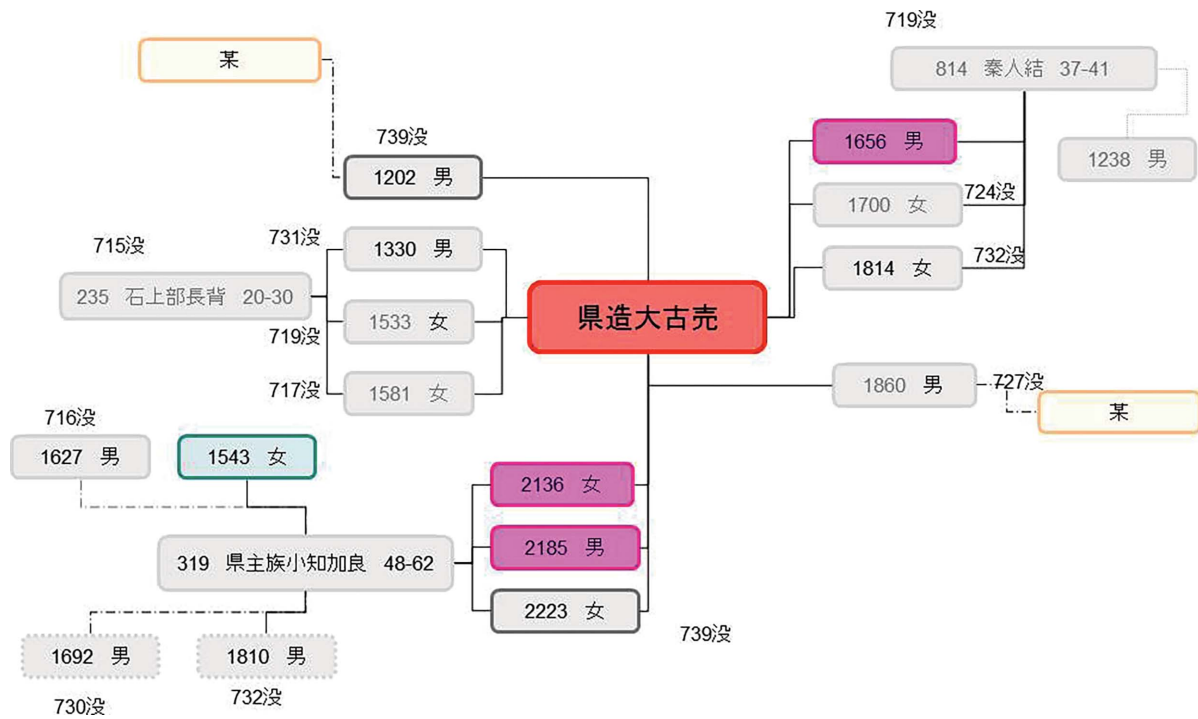 719没
某
814 秦人結 37-41
739没
1656 男
1238 男
1202 男
1700 女
724没
715没
731没
1330 男
1814 女
732没
235 石上部長背 20-30
1533 女
県造大古売
719没
717没
1581 女
1860 男
727没
某
716没
1627 男
1543 女
2136 女
319 県主族小知加良 48-62
2185 男
2223 女
739没
1692 男
1810 男
730没
732没